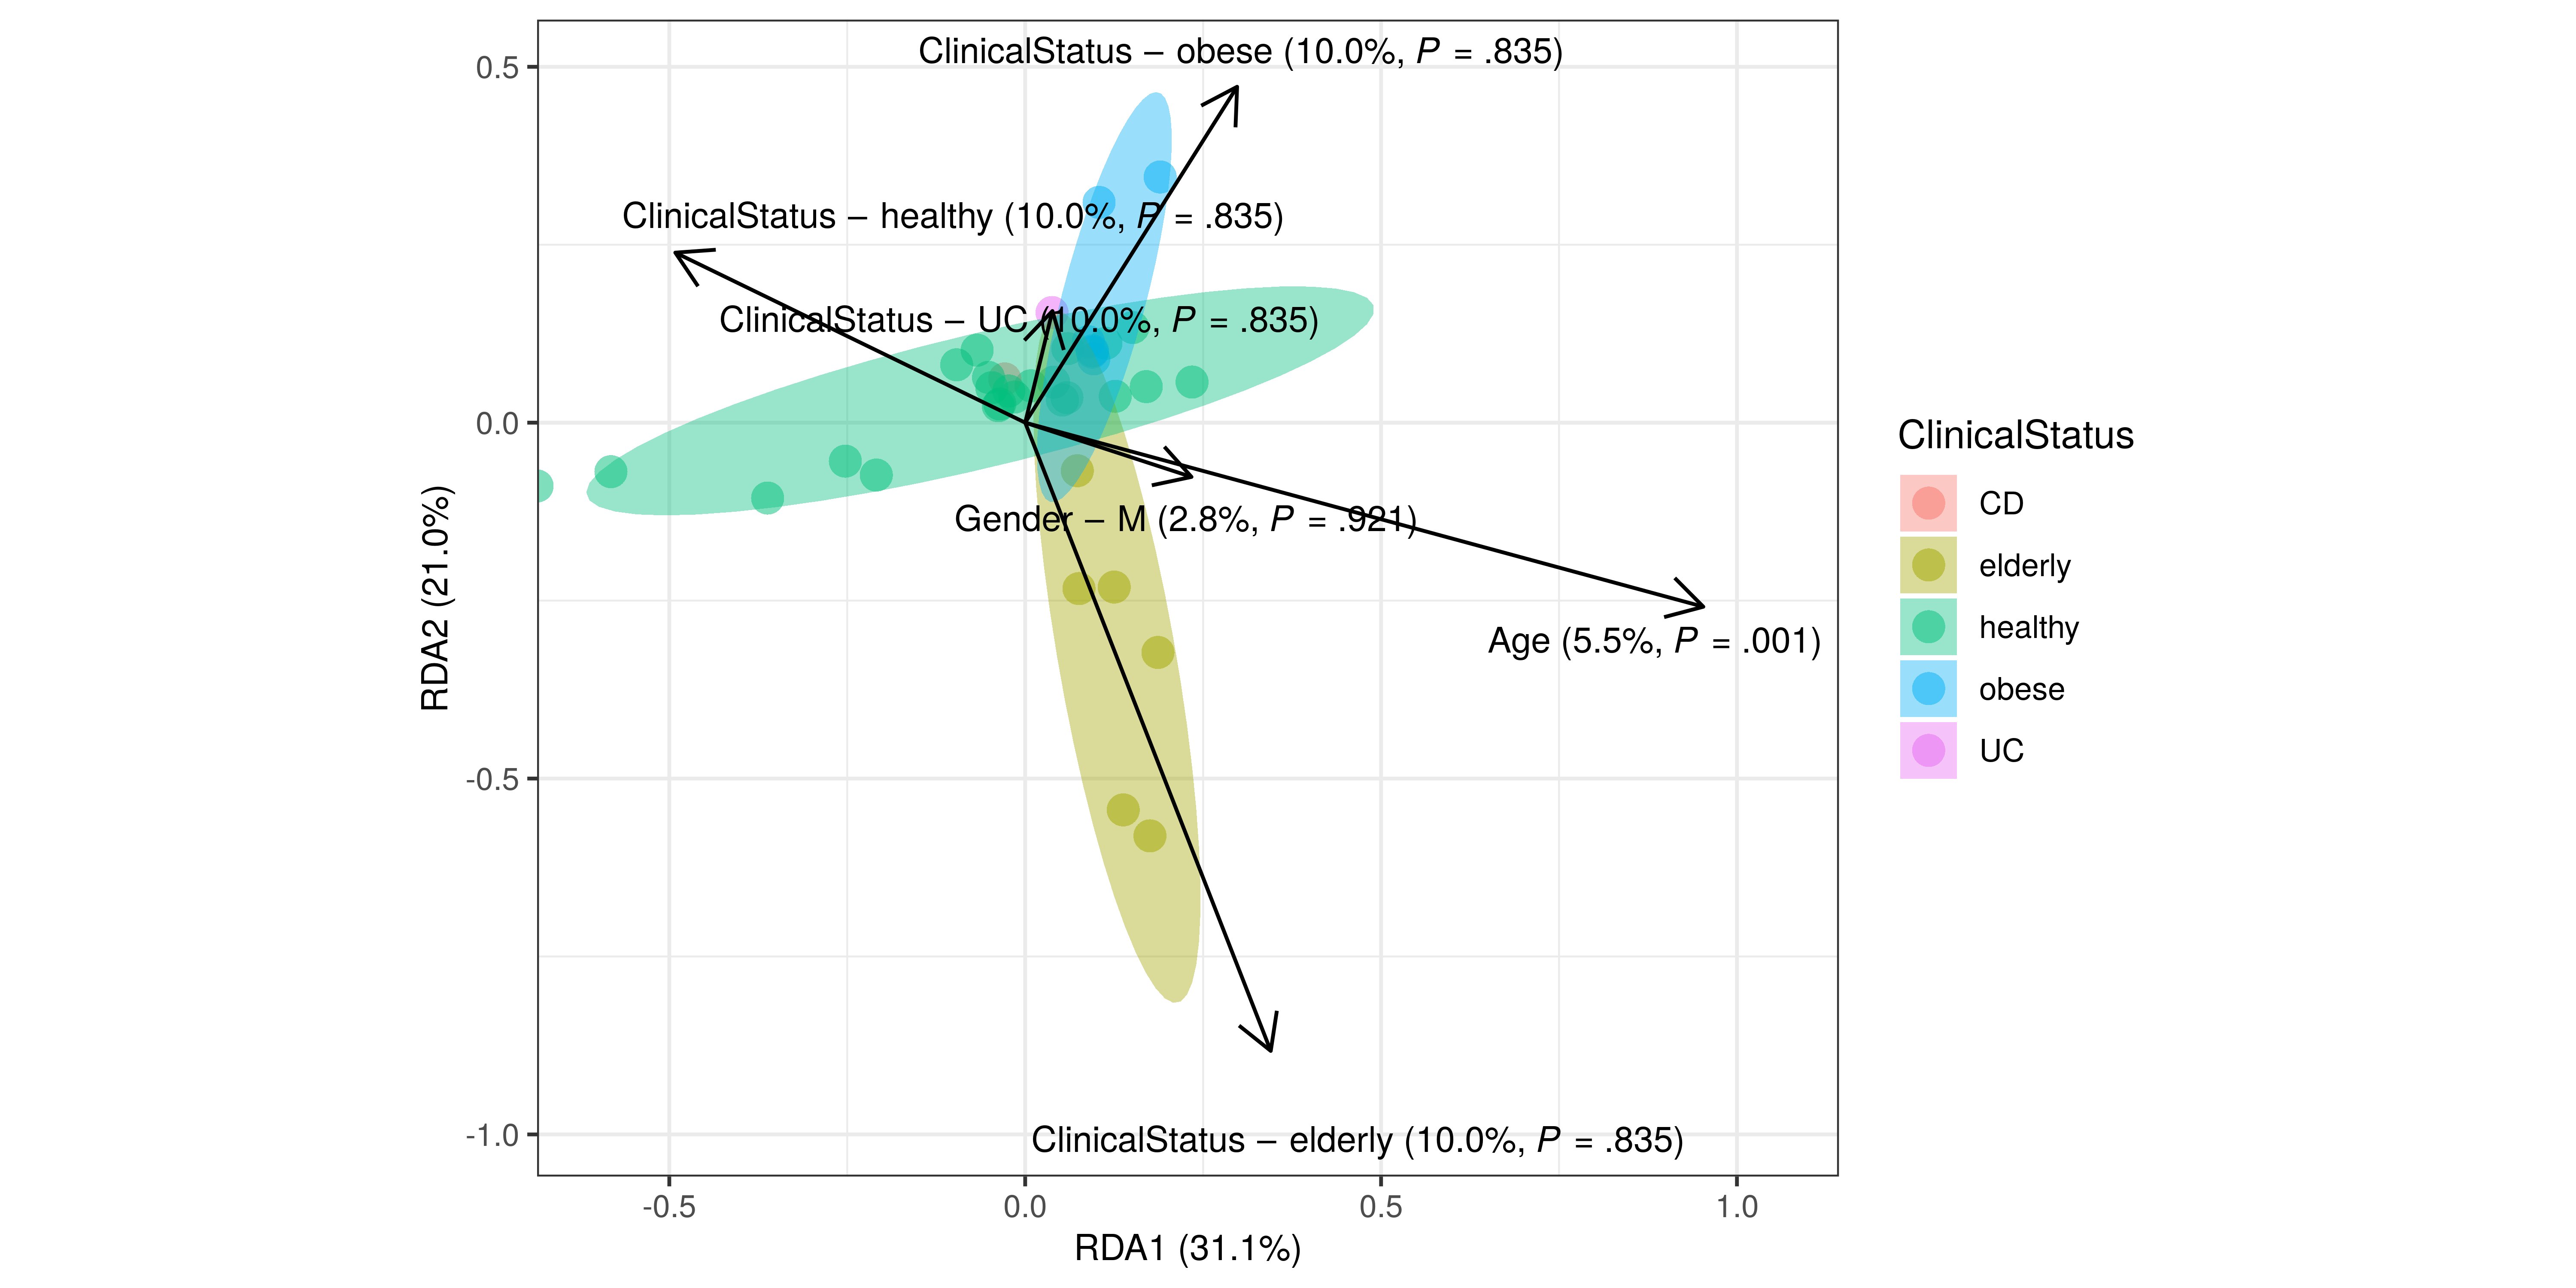 ClinicalStatus – obese (10.0%, P = .835)
0.5
ClinicalStatus – healthy (10.0%, P = .835)
ClinicalStatus – UC (10.0%, P = .835)
0.0
Gender – M (2.8%, P = .921)
Age (5.5%, P = .001)
-0.5
-1.0
ClinicalStatus – elderly (10.0%, P = .835)
RDA2 (21.0%)
-0.5 0.0 0.5 1.0
RDA1 (31.1%)
ClinicalStatus
CD
elderly
healthy
obese
UC